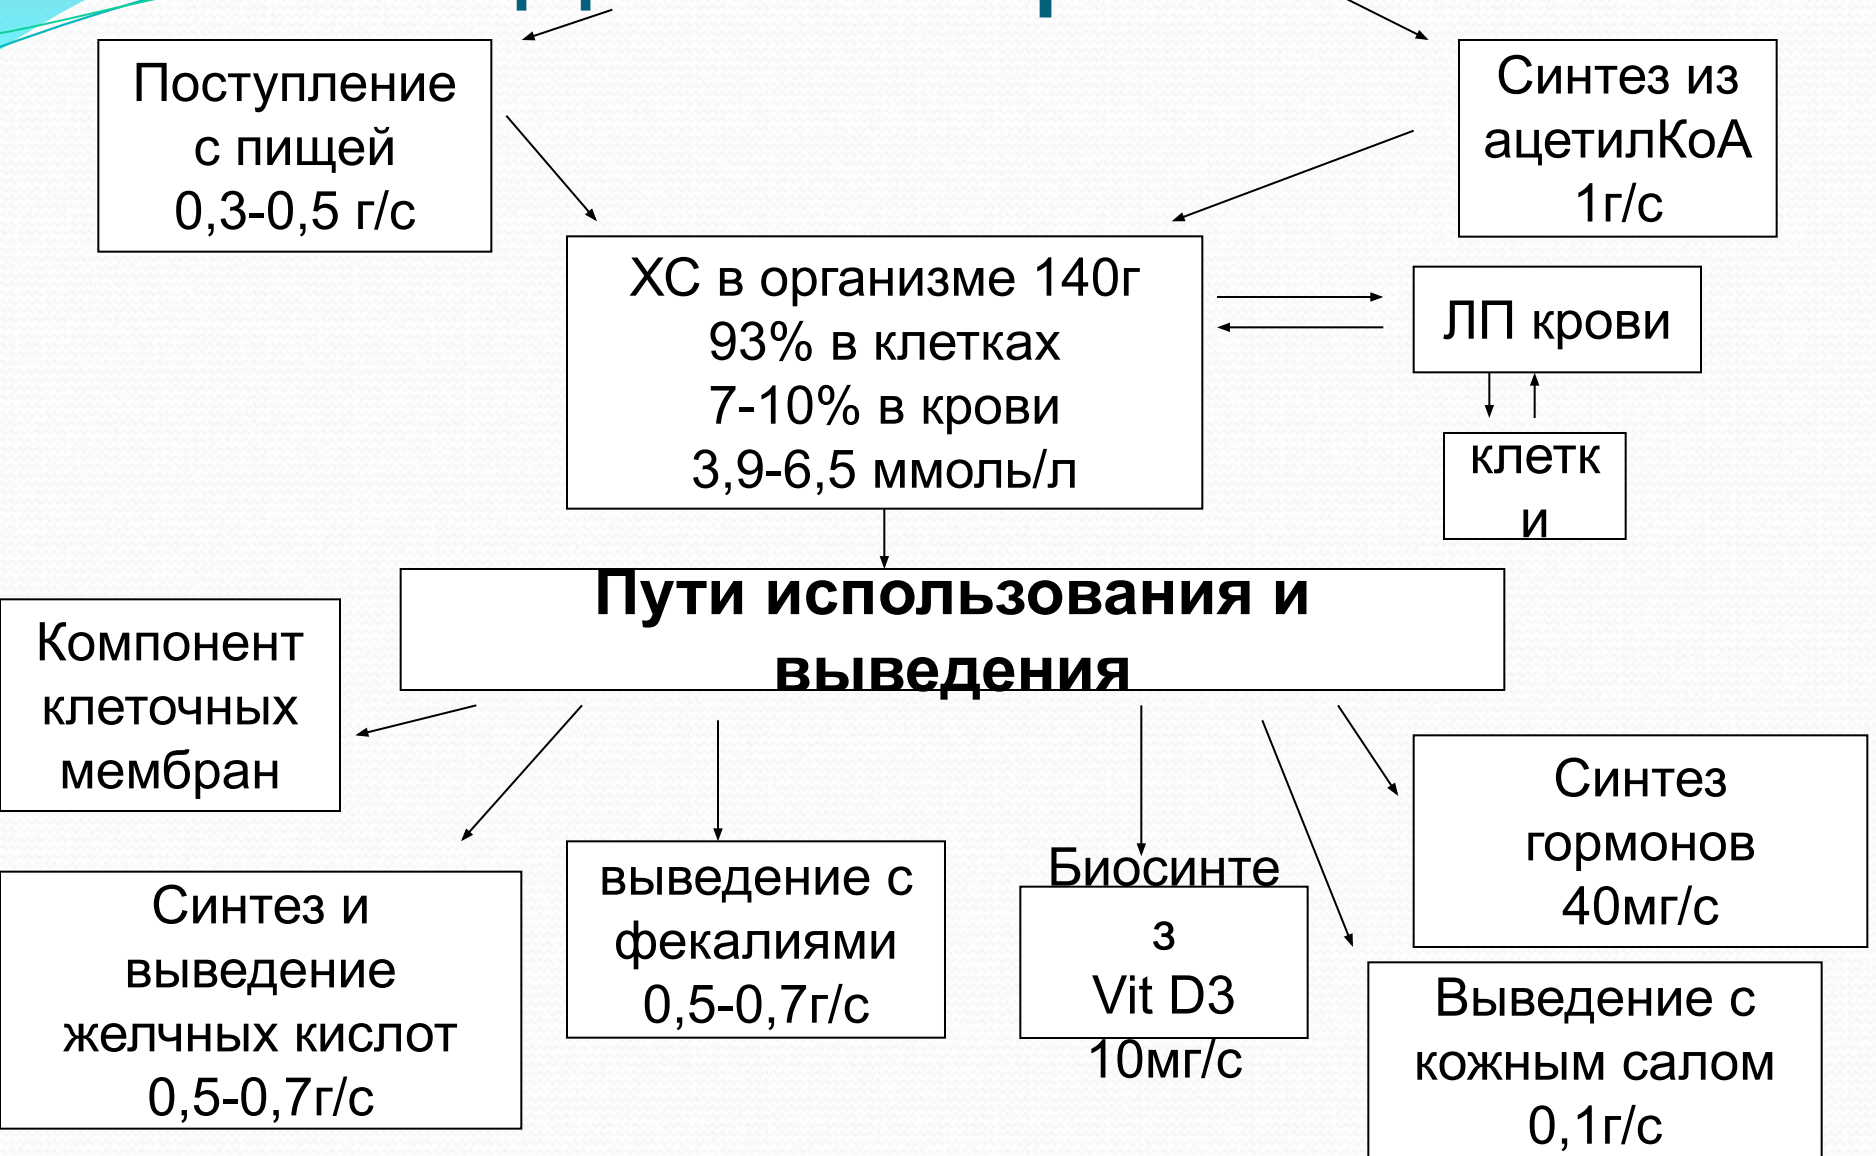 Поступление
с пищей
0,3-0,5 г/с
Синтез из
ацетилКоА
1г/с
ХС в организме 140г
93% в клетках
7-10% в крови
3,9-6,5 ммоль/л
ЛП крови
клетк
и
Пути использования и
выведения
Компонент
клеточных
мембран
Синтез и
выведение
желчных кислот
0,5-0,7г/с
выведение с
фекалиями
0,5-0,7г/с
Биосинте
з
Vit D3
10мг/с
Синтез
гормонов
40мг/с
Выведение с
кожным салом
0,1г/с